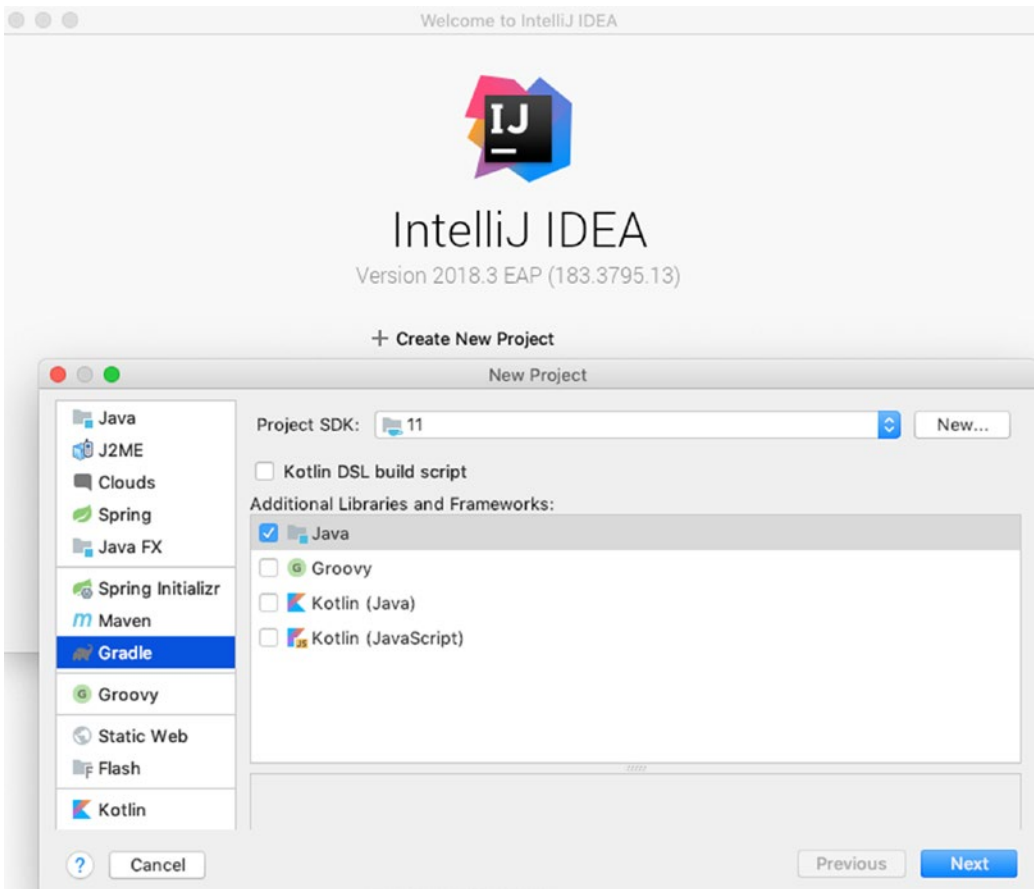 Welcome to IntelliJ IDEA
IJ
IntelliJ IDEA
Version 2018.3 EAP (183.3795.13)
+ Create New Project
New Project
Java
J2ME
Clouds
Spring
Java FX
Spring Initializr
Maven
Gradle
Groovy
Static Web
Flash
Kotlin
Project SDK: 11 New...
Kotlin DSL build script
Additional Libraries and Frameworks:
Java
Groovy
Kotlin (Java)
Kotlin (JavaScript)
? Cancel Previous Next